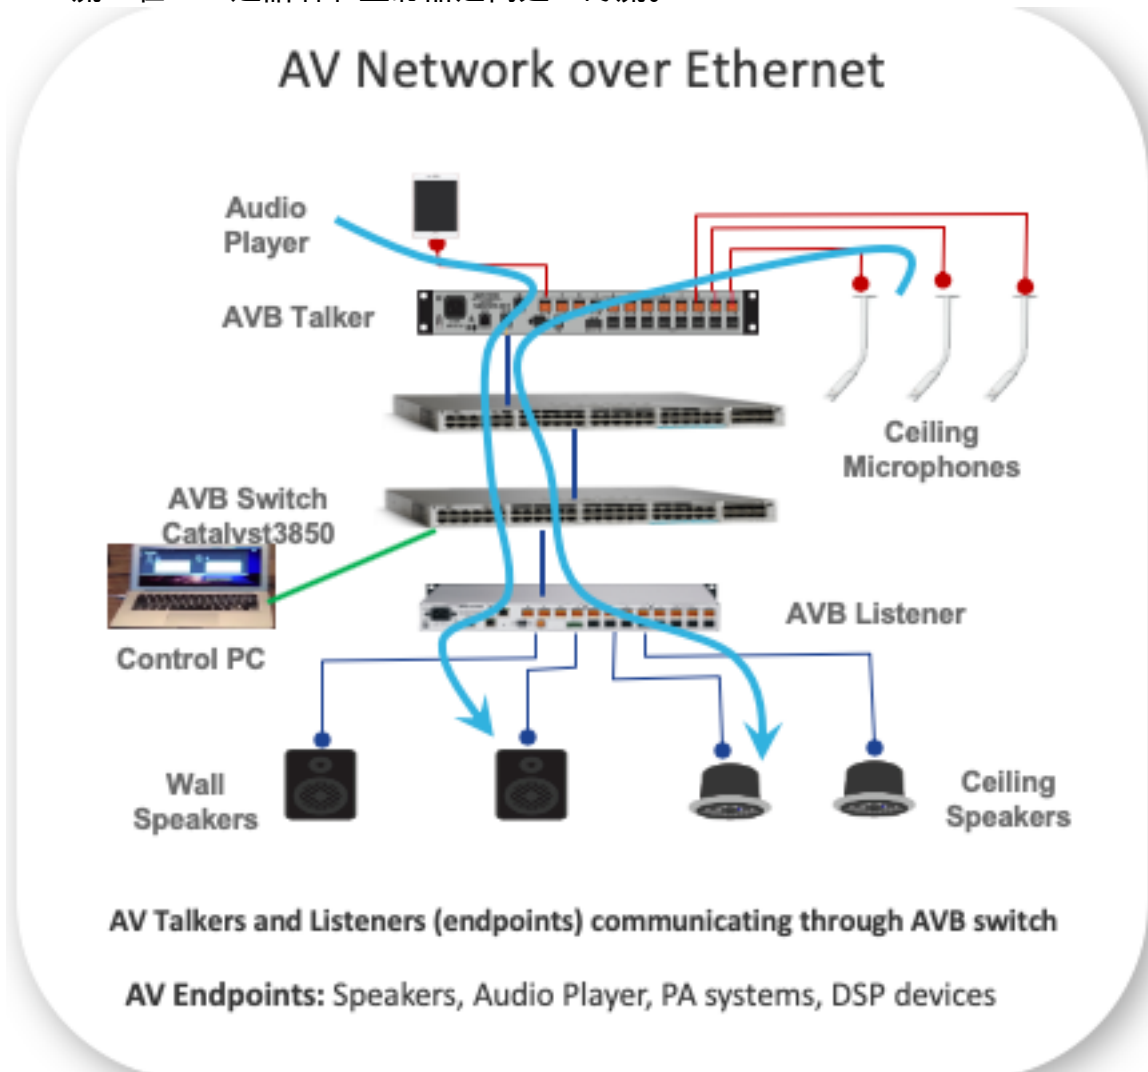 AV Network over Ethernet
Audio
Player
AVB Talker
Ceiling
Microphones
AVB Switch
Catalyst3850
Control PC
AVB Listener
Wall
Speakers
Ceiling
Speakers
AV Talkers and Listeners (endpoints) communicating through AVB switch
AV Endpoints: Speakers, Audio Player, PA systems, DSP devices